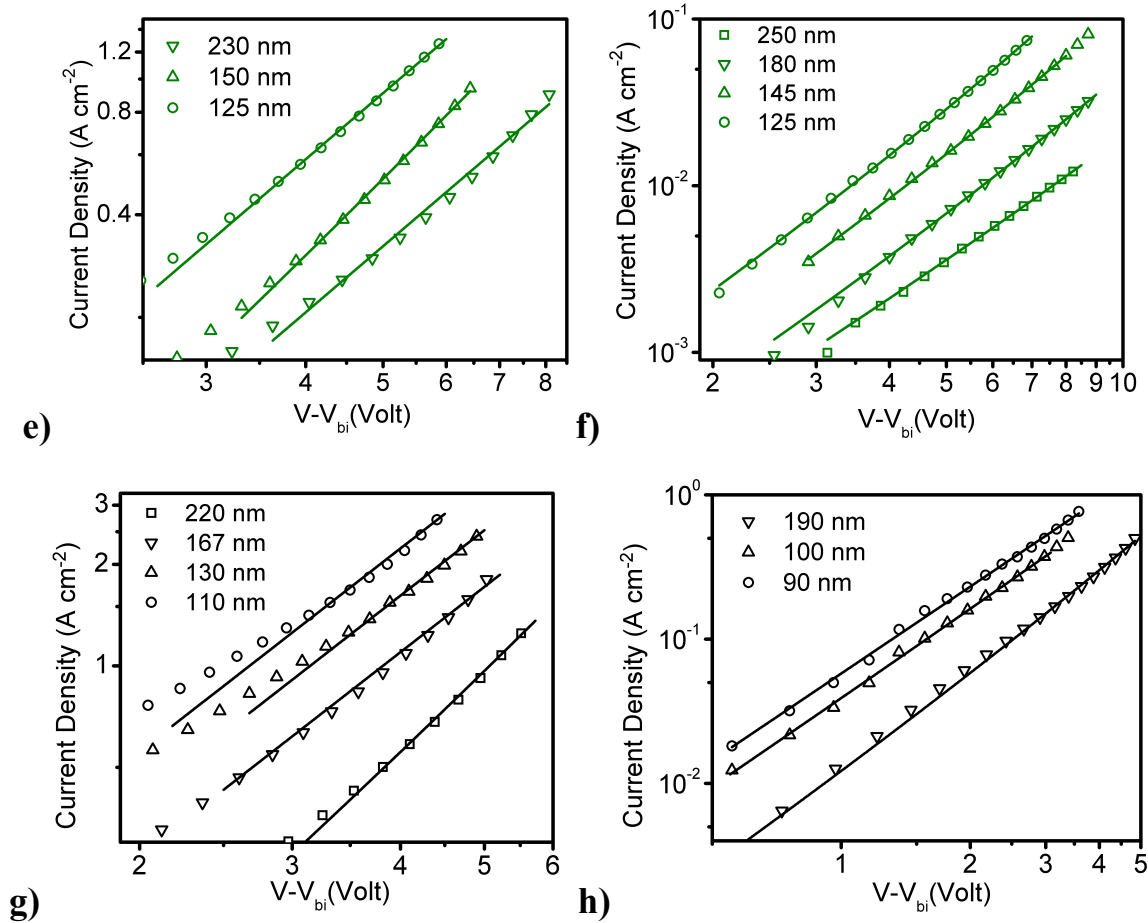 1.2
0.8
0.4
230 nm
150 nm
125 nm
Current Density (A cm-2)
3 4 5 6 7 8
V-Vbi(Volt)
e)
10-1
10-2
10-3
250 nm
180 nm
145 nm
125 nm
Current Density (A cm-2)
2 3 4 5 6 7 8 9 10
V-Vbi(Volt)
f)
3
2
1
220 nm
167 nm
130 nm
110 nm
Current Density (A cm-2)
2 3 4 5 6
V-Vbi(Volt)
g)
100
10-1
10-2
190 nm
100 nm
90 nm
Current Density (A cm-2)
1 2 3 4 5
V-Vbi(Volt)
h)